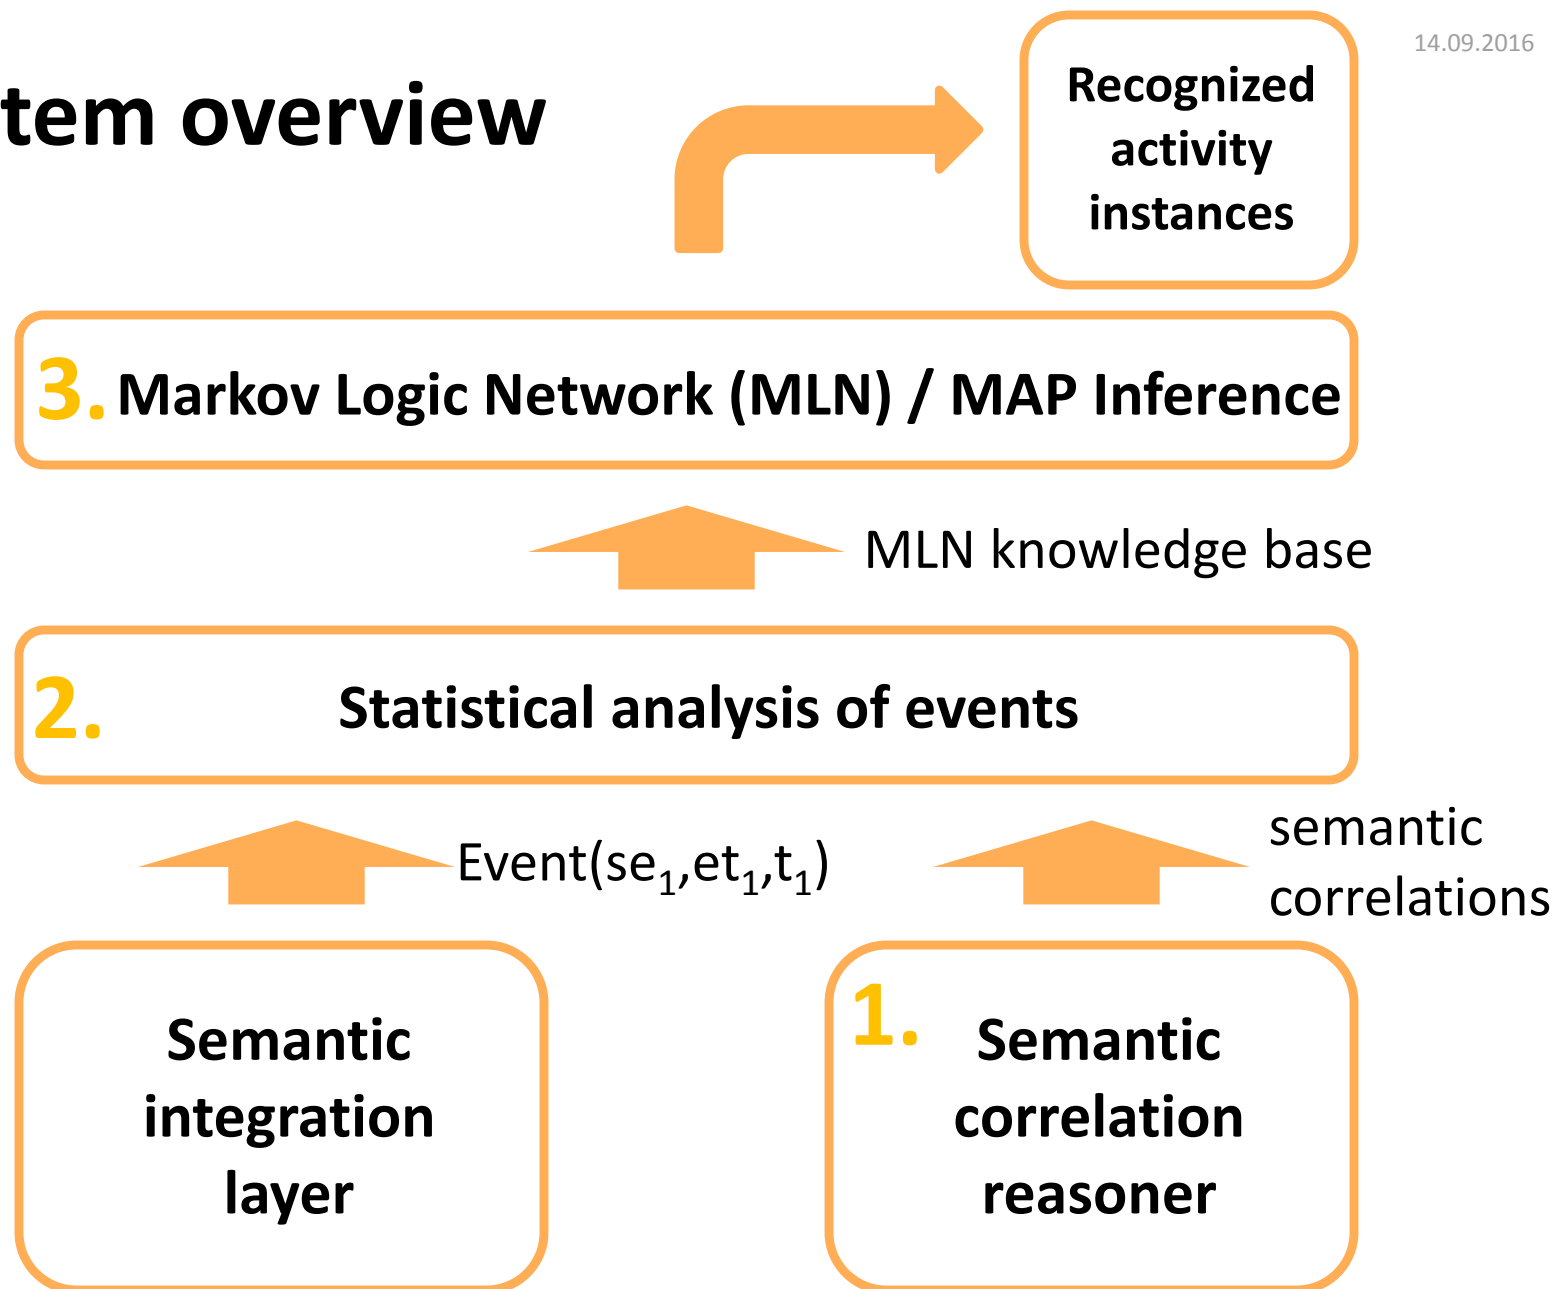 14.09.2016
tem overview
Recognized
activity
instances
3. Markov Logic Network (MLN) / MAP Inference
MLN knowledge base
2. Statistical analysis of events
Event(se₁,et₁,t₁)
semantic
correlations
Semantic
integration
layer
1. Semantic
correlation
reasoner